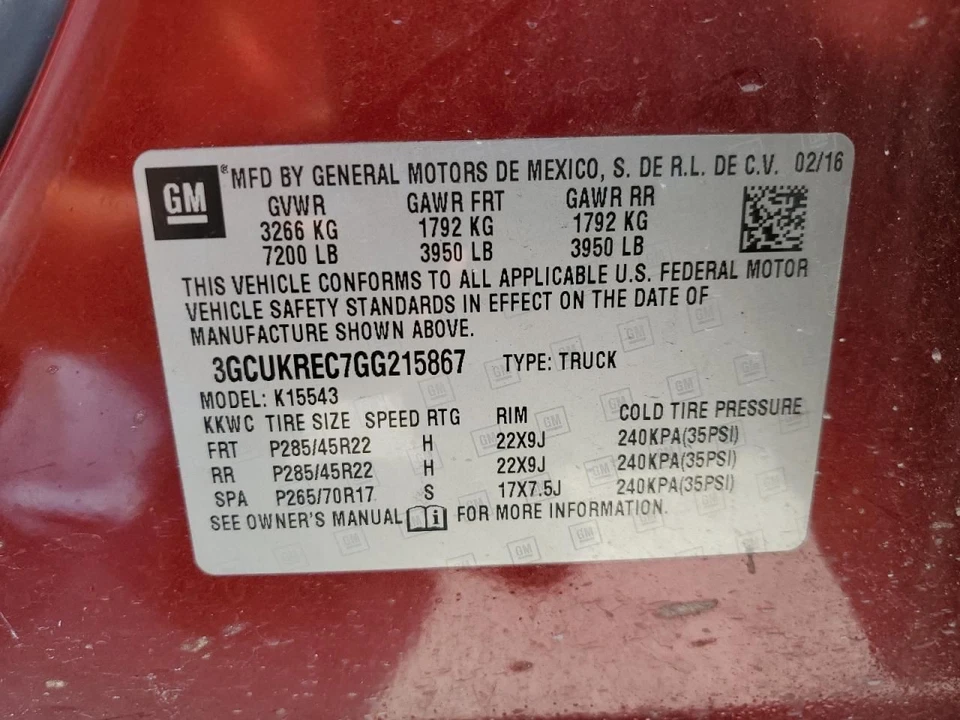 GM ® MFD BY GENERAL MOTORS DE MEXICO, S. DE R.L. DE C.V. 02/16
GVWR GAWR FRT GAWR RR
3266 KG 1792 KG 1792 KG
7200 LB 3950 LB 3950 LB
THIS VEHICLE CONFORMS TO ALL APPLICABLE U.S. FEDERAL MOTOR
VEHICLE SAFETY STANDARDS IN EFFECT ON THE DATE OF
MANUFACTURE SHOWN ABOVE.
3GCUKREC7GG215867 TYPE: TRUCK
MODEL: K15543
KKWC TIRE SIZE SPEED RTG RIM COLD TIRE PRESSURE
FRT P285/45R22 H 22X9J 240KPA(35PSI)
RR P285/45R22 H 22X9J 240KPA(35PSI)
SPA P265/70R17 S 17X7.5J 240KPA(35PSI)
SEE OWNER'S MANUAL i FOR MORE INFORMATION.